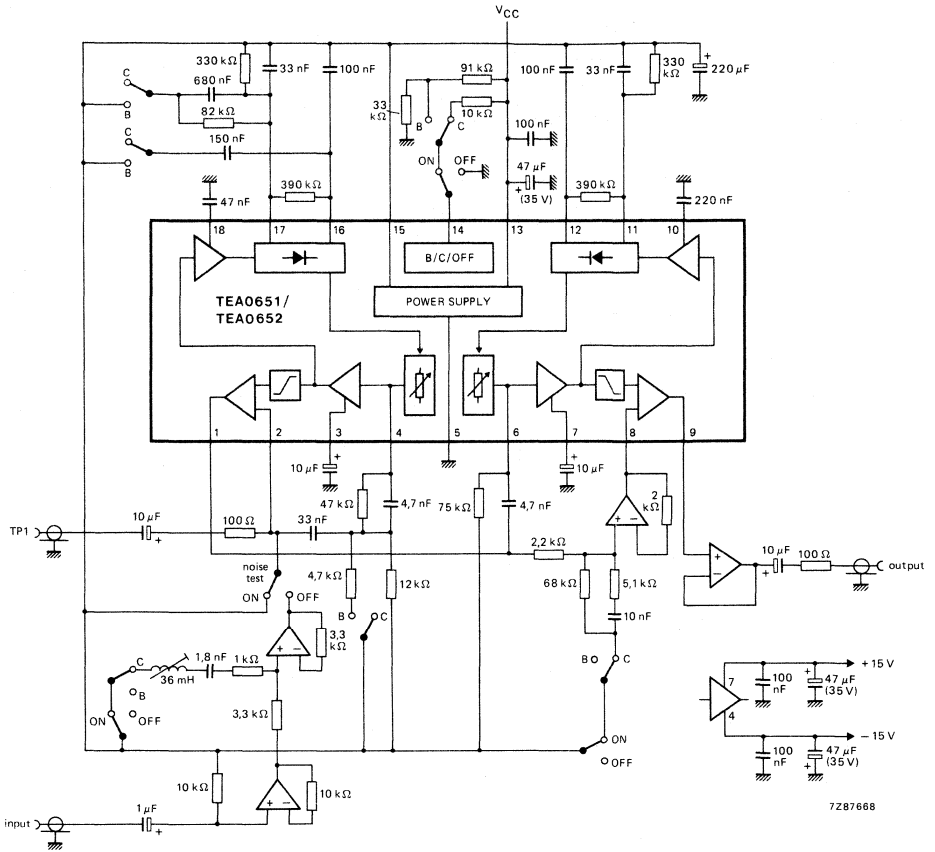 VCC
330 kΩ
33 nF
100 nF
680 nF
C
B
82 kΩ
C
B
150 nF
91 kΩ
33 kΩ
B
C
10 kΩ
100 nF
ON
OFF
47 µF
(35 V)
100 nF
33 nF
330 kΩ
+
220 µF
47 nF
390 kΩ
+
390 kΩ
220 nF
18
17
16
15
14
13
12
11
10
B/C/OFF
TEA0651/
TEA0652
POWER SUPPLY
1
2
3
4
5
6
7
8
9
10 µF
+
+
10 µF
47 kΩ
4,7 nF
75 kΩ
4,7 nF
2 kΩ
+ −
TP1
10 µF
+
100 Ω
33 nF
2,2 kΩ
noise
test
ON
OFF
4,7 kΩ
B
C
12 kΩ
68 kΩ
5,1 kΩ
10 nF
+
−
10 µF
+
100 Ω
output
3,3 kΩ
+ −
C
B
ON
OFF
36 mH
1,8 nF
1 kΩ
3,3 kΩ
B
C
ON
OFF
7
4
100 nF
+
47 µF
(35 V)
+15 V
−15 V
100 nF
+
47 µF
(35 V)
10 kΩ
+ −
10 kΩ
input
1 µF
+
7Z87668